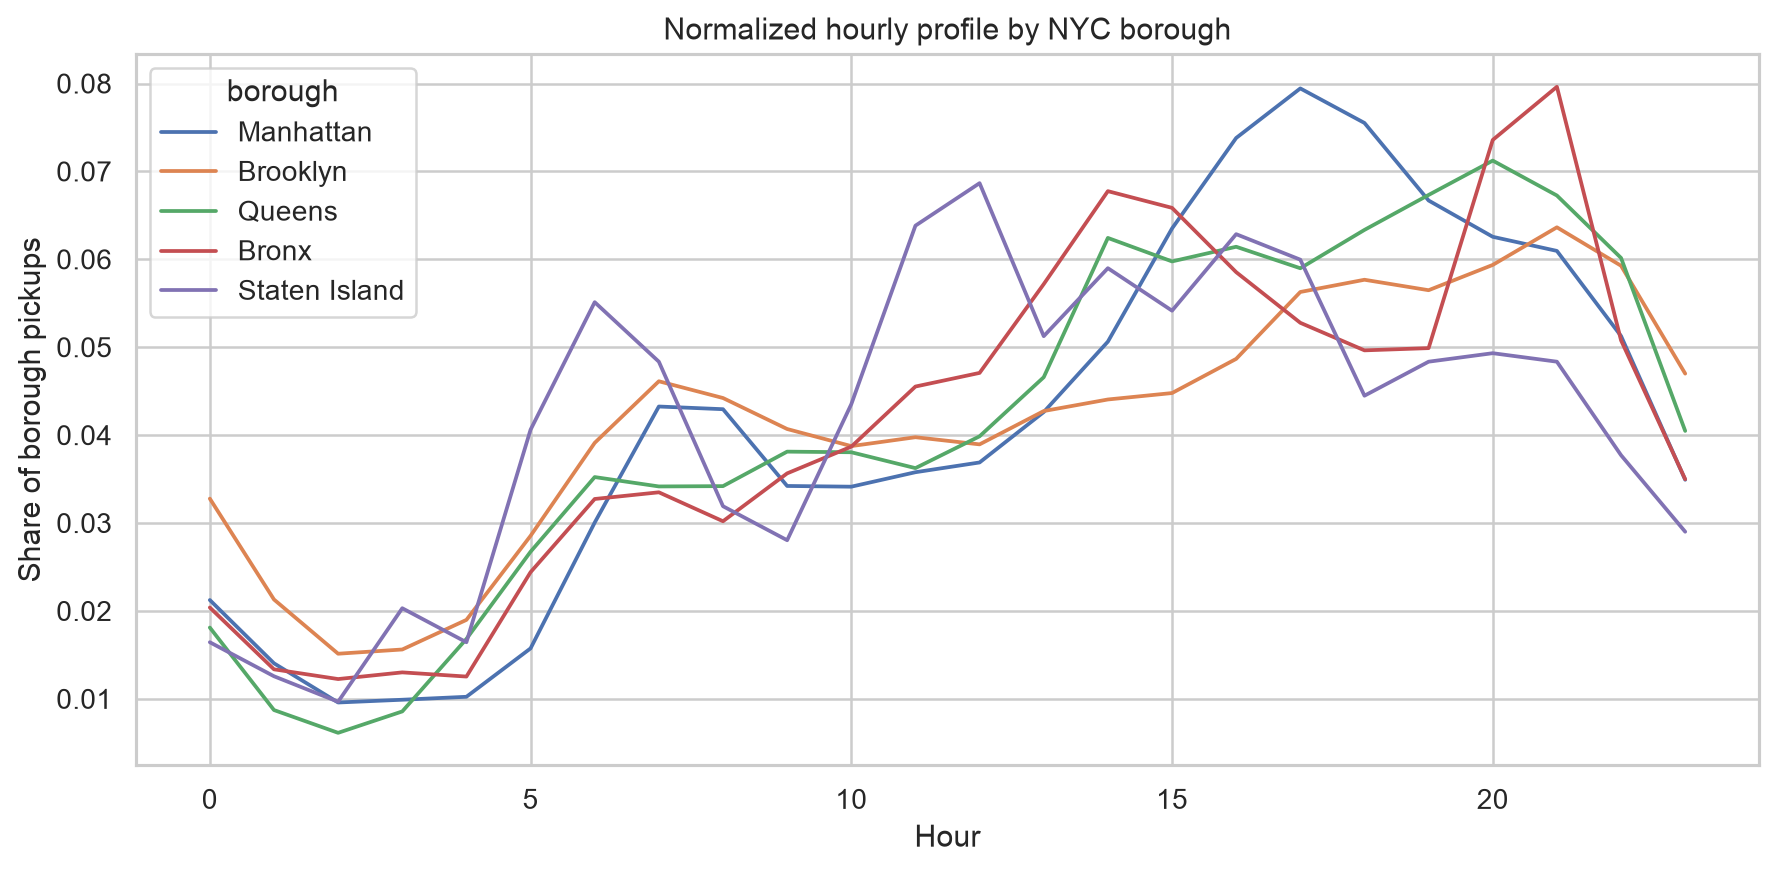 Normalized hourly profile by NYC borough
borough
Manhattan
Brooklyn
Queens
Bronx
Staten Island
Share of borough pickups
0.08
0.07
0.06
0.05
0.04
0.03
0.02
0.01
0 5 10 15 20
Hour